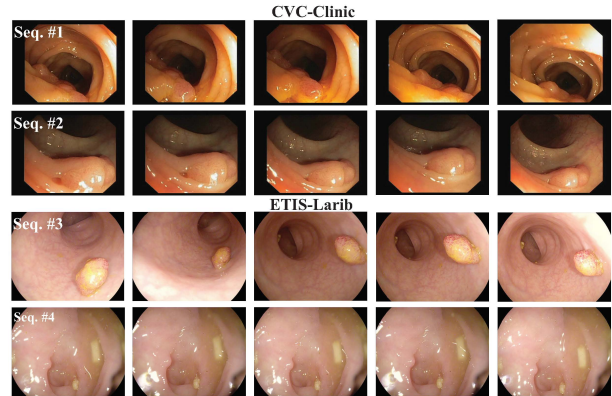 CVC-Clinic
Seq. #1
Seq. #2
ETIS-Larib
Seq. #3
Seq. #4